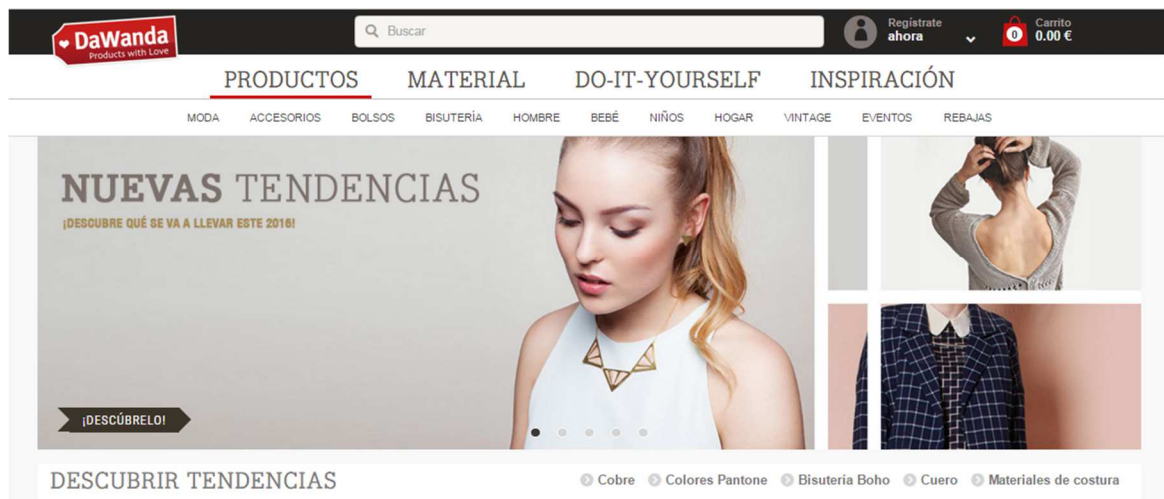 DaWanda
Products with Love
Buscar
Regístrate
ahora
0
Carrito
0.00 €
PRODUCTOS MATERIAL DO-IT-YOURSELF INSPIRACIÓN
MODA ACCESORIOS BOLSOS BISUTERÍA HOMBRE BEBÉ NIÑOS HOGAR VINTAGE EVENTOS REBAJAS
NUEVAS TENDENCIAS
¡DESCUBRE QUÉ SE VA A LLEVAR ESTE 2016!
¡DESCÚBRELO!
DESCUBRIR TENDENCIAS
Cobre Colores Pantone Bisuteria Boho Cuero Materiales de costura